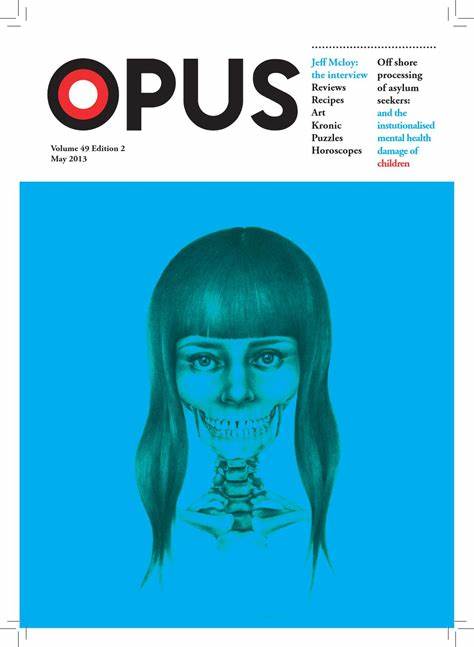 OPUS
Volume 49 Edition 2
May 2013
Jeff Mcloy:
the interview
Reviews
Recipes
Art
Kronic
Puzzles
Horoscopes
Off shore
processing
of asylum
seekers:
and the
instutionalised
mental health
damage of
children